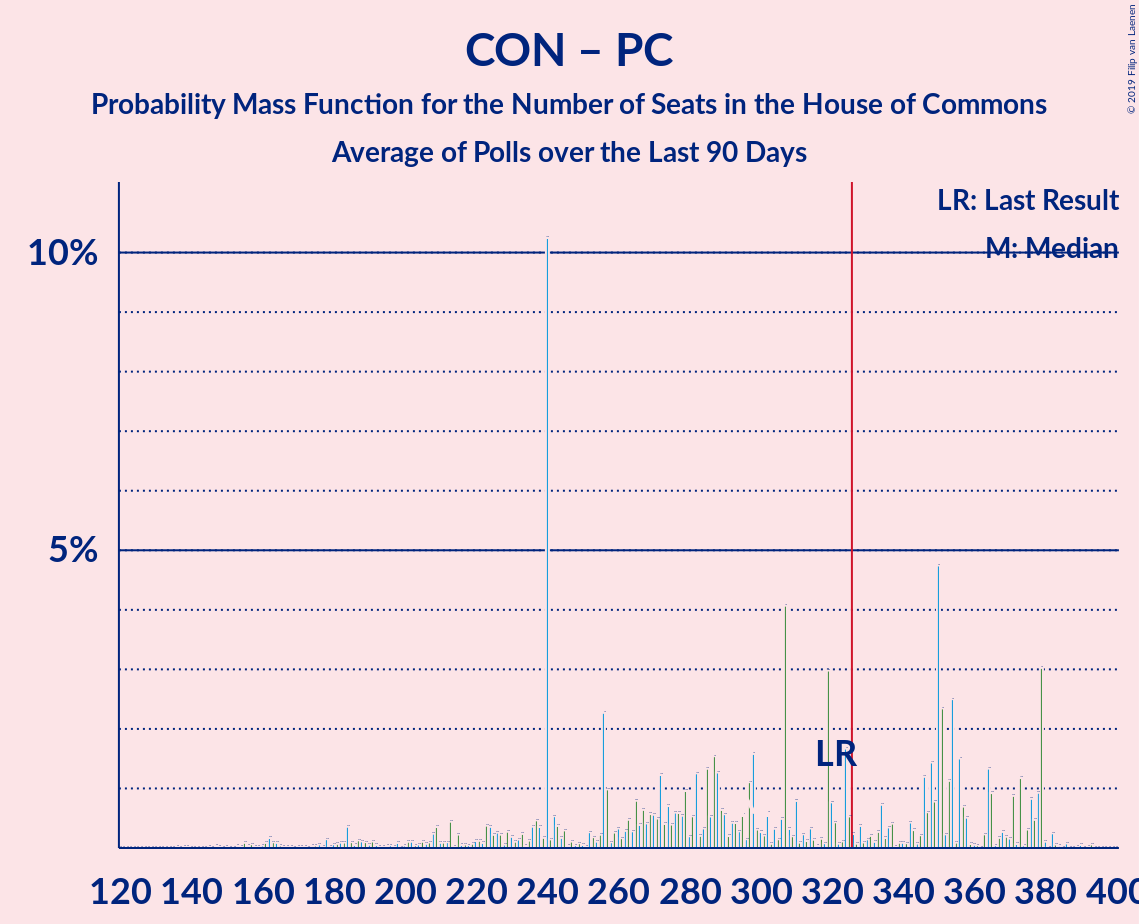 CON – PC
Probability Mass Function for the Number of Seats in the House of Commons
Average of Polls over the Last 90 Days
© 2019 Filip van Laenen
LR: Last Result
M: Median
10%
5%
LR
120 140 160 180 200 220 240 260 280 300 320 340 360 380 400